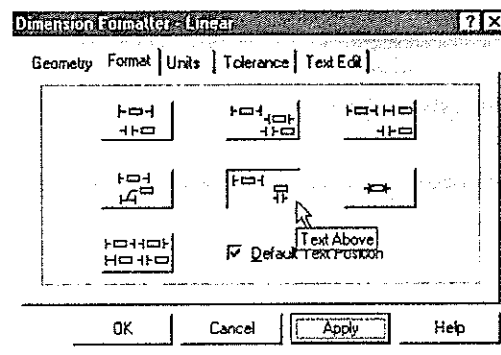 Dimension Formatter - Linear
Geometry Format Units Tolerance Text Edit
Text Above
Default Text Position
OK Cancel Apply Help